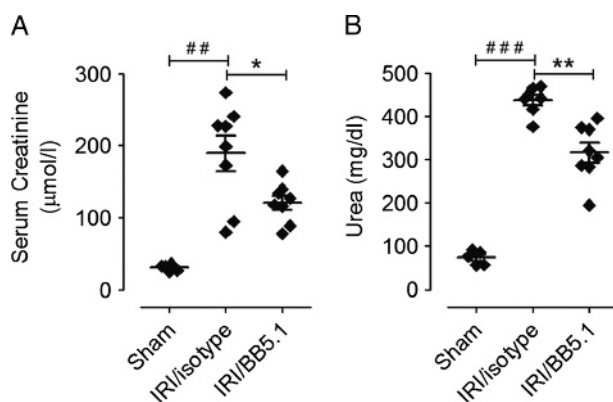 A
##
*
Serum Creatinine
(μmol/l)
300
200
100
0
Sham
IRI/isotype
IRI/BB5.1
B
###
**
Urea (mg/dl)
500
400
300
200
100
0
Sham
IRI/isotype
IRI/BB5.1